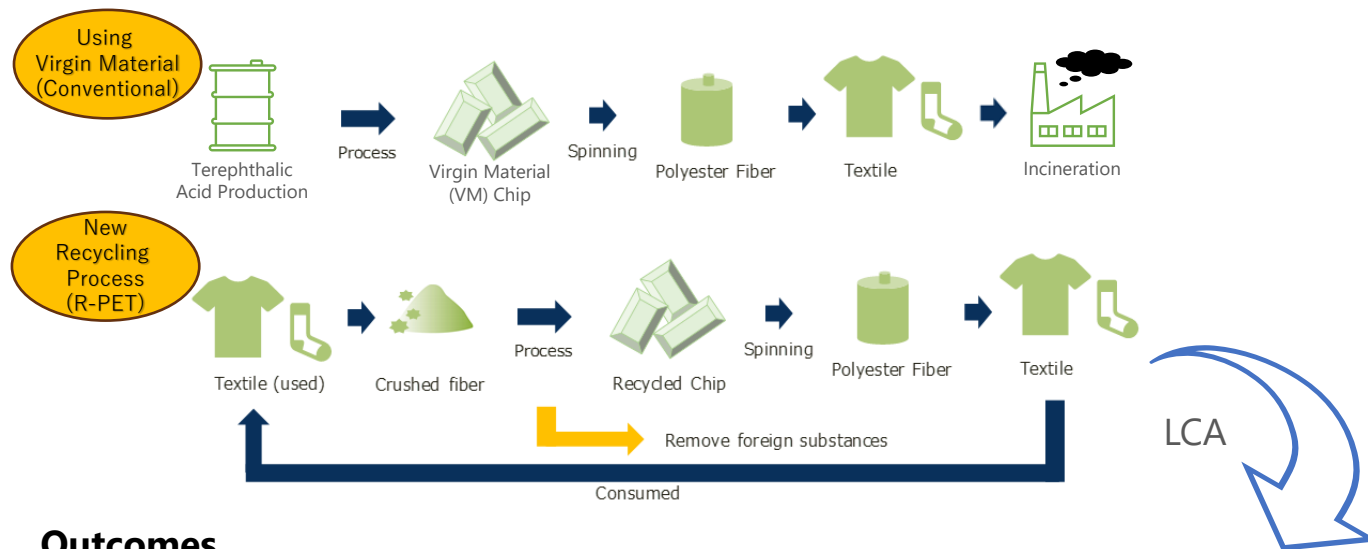 Using
Virgin Material
(Conventional)
Process
Spinning
Terephthalic
Acid Production
Virgin Material
(VM) Chip
Polyester Fiber
Textile
Incineration
New
Recycling
Process
(R-PET)
Process
Spinning
Textile (used)
Crushed fiber
Recycled Chip
Polyester Fiber
Textile
Remove foreign substances
Consumed
LCA
Outcomes